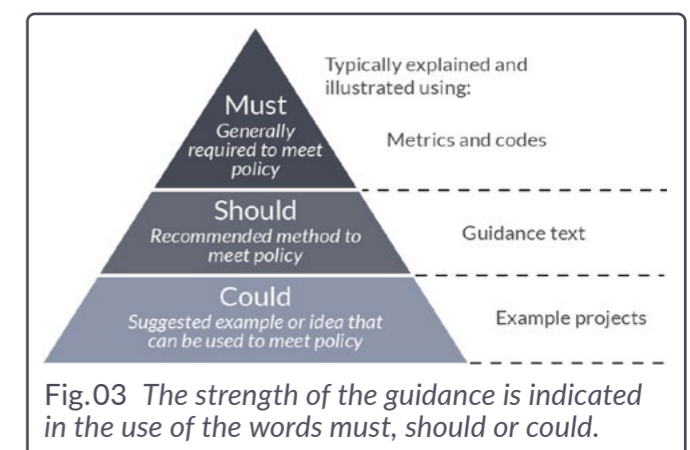 Typically explained and
illustrated using:
Must
Generally
required to meet
policy
Metrics and codes
Should
Recommended method to
meet policy
Guidance text
Could
Suggested example or idea that
can be used to meet policy
Example projects
Fig.03 The strength of the guidance is indicated
in the use of the words must, should or could.